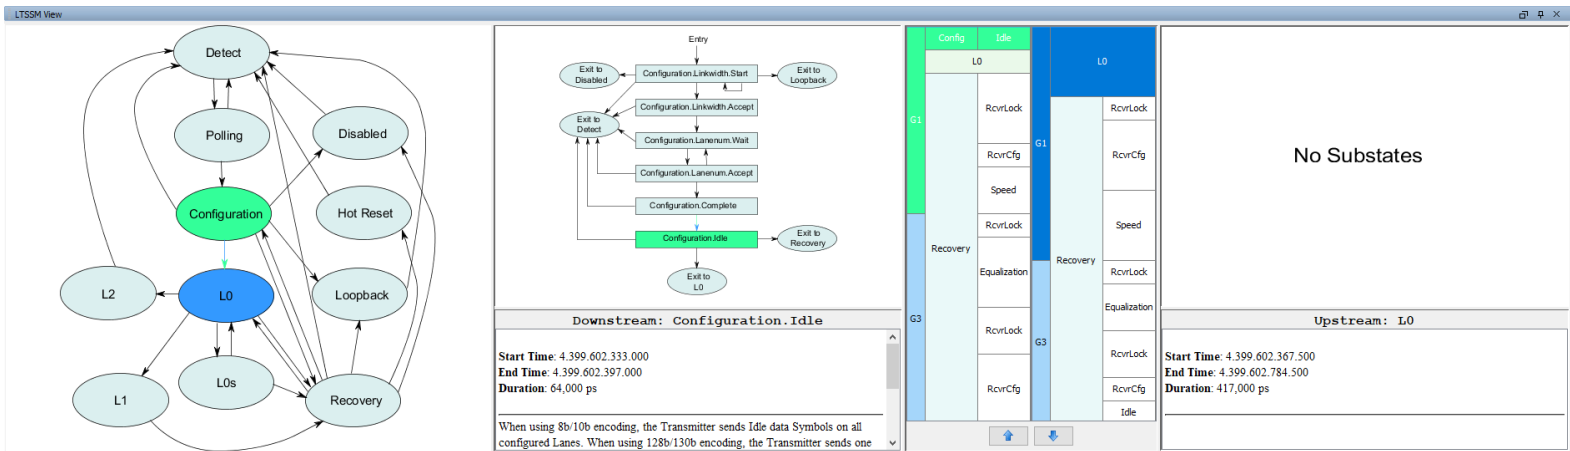 LTSSM View
Detect
Polling
Disabled
Configuration
Hot Reset
L2
L0
Loopback
L1
L0s
Recovery
Entry
Exit to
Disabled
Configuration.Linkwidth.Start
Exit to
Loopback
Configuration.Linkwidth.Accept
Exit to
Detect
Configuration.Lanenum.Wait
Configuration.Lanenum.Accept
Configuration.Complete
Configuration.Idle
Exit to
Recovery
Exit to
L0
Downstream: Configuration.Idle
Start Time: 4.399.602.333.000
End Time: 4.399.602.397.000
Duration: 64,000 ps
When using 8b/10b encoding, the Transmitter sends Idle data Symbols on all
configured Lanes. When using 128b/130b encoding, the Transmitter sends one
Config
Idle
L0
G1
RcvrLock
RcvrCfg
Speed
RcvrLock
Recovery
Equalization
G3
RcvrLock
RcvrCfg
L0
G1
RcvrLock
RcvrCfg
Speed
Recovery
RcvrLock
Equalization
G3
RcvrLock
RcvrCfg
Idle
No Substates
Upstream: L0
Start Time: 4.399.602.367.500
End Time: 4.399.602.784.500
Duration: 417,000 ps